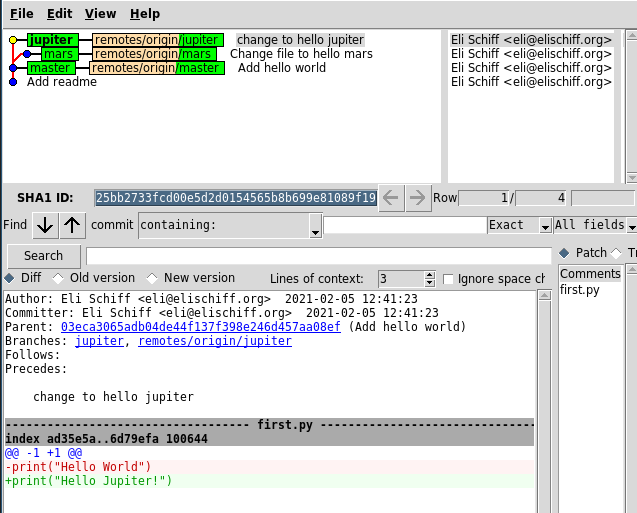 File Edit View Help
jupiter remotes/origin/jupiter change to hello jupiter Eli Schiff <eli@elischiff.org>
mars remotes/origin/mars Change file to hello mars Eli Schiff <eli@elischiff.org>
master remotes/origin/master Add hello world Eli Schiff <eli@elischiff.org>
Add readme Eli Schiff <eli@elischiff.org>
SHA1 ID: 25bb2733fcd00e5d2d0154565b8b699e81089f19 Row 1/ 4
Find commit containing: Exact All fields
Search Patch Tr
Diff Old version New version Lines of context: 3 Ignore space ch
Comments
first.py
Author: Eli Schiff <eli@elischiff.org> 2021-02-05 12:41:23
Committer: Eli Schiff <eli@elischiff.org> 2021-02-05 12:41:23
Parent: 03eca3065adb04de44f137f398e246d457aa08ef (Add hello world)
Branches: jupiter, remotes/origin/jupiter
Follows:
Precedes:
change to hello jupiter
----------------------------------- first.py -------------------------------
index ad35e5a..6d79efa 100644
@@ -1 +1 @@
-print("Hello World")
+print("Hello Jupiter!")